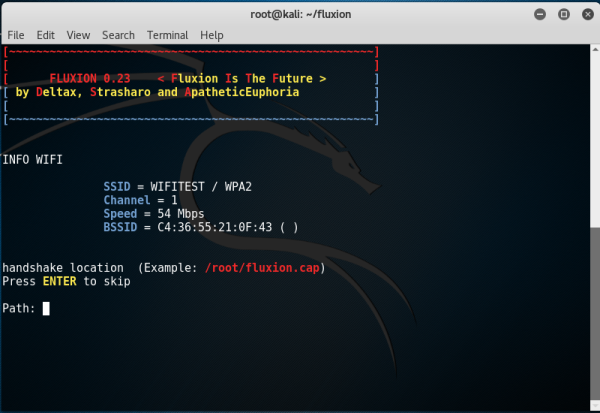 root@kali: ~/fluxion
File Edit View Search Terminal Help
[~~~~~~~~~~~~~~~~~~~~~~~~~~~~~~~~~~~~~~~~~~~~~~~~~~~~~~]
[ ]
[ FLUXION 0.23 < Fluxion Is The Future > ]
[ by Deltax, Strasharo and ApatheticEuphoria ]
[ ]
[~~~~~~~~~~~~~~~~~~~~~~~~~~~~~~~~~~~~~~~~~~~~~~~~~~~~~~]
INFO WIFI
SSID = WIFITEST / WPA2
Channel = 1
Speed = 54 Mbps
BSSID = C4:36:55:21:0F:43 ( )
handshake location (Example: /root/fluxion.cap)
Press ENTER to skip
Path: